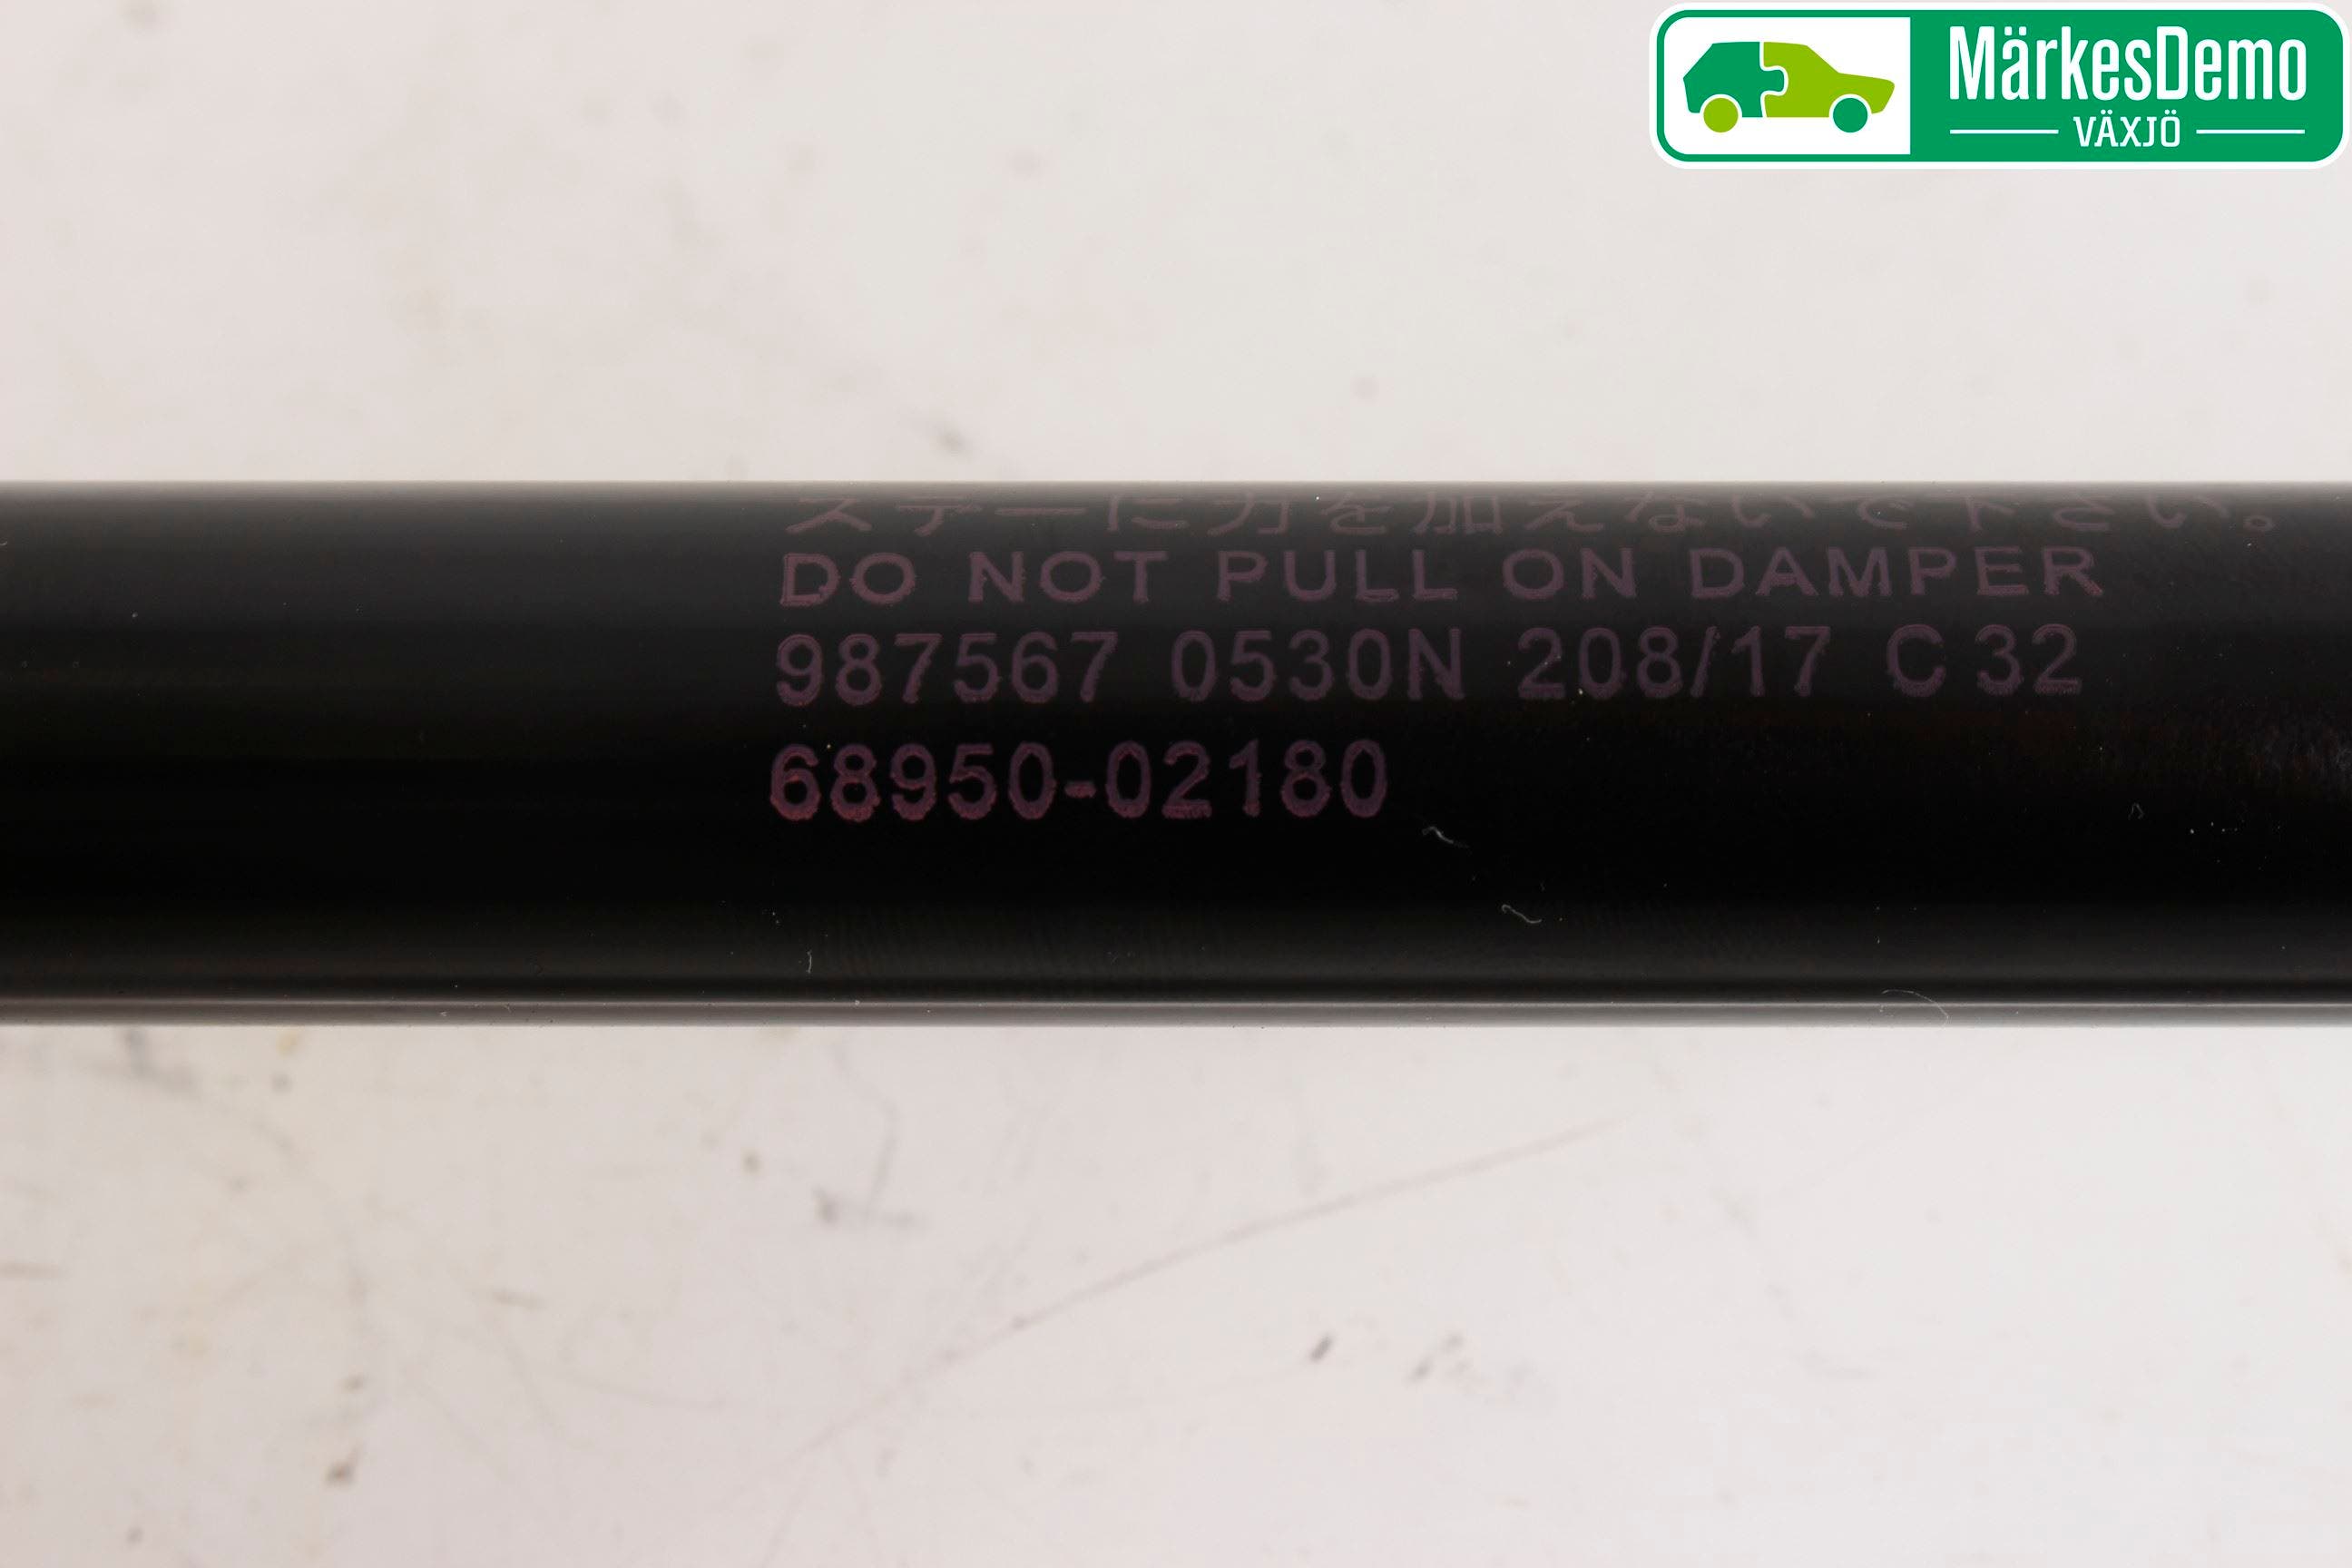 MärkesDemo
VÄXJÖ
ステーに力を加えないで下さい。
DO NOT PULL ON DAMPER
987567 0530N 208/17 C 32
68950-02180